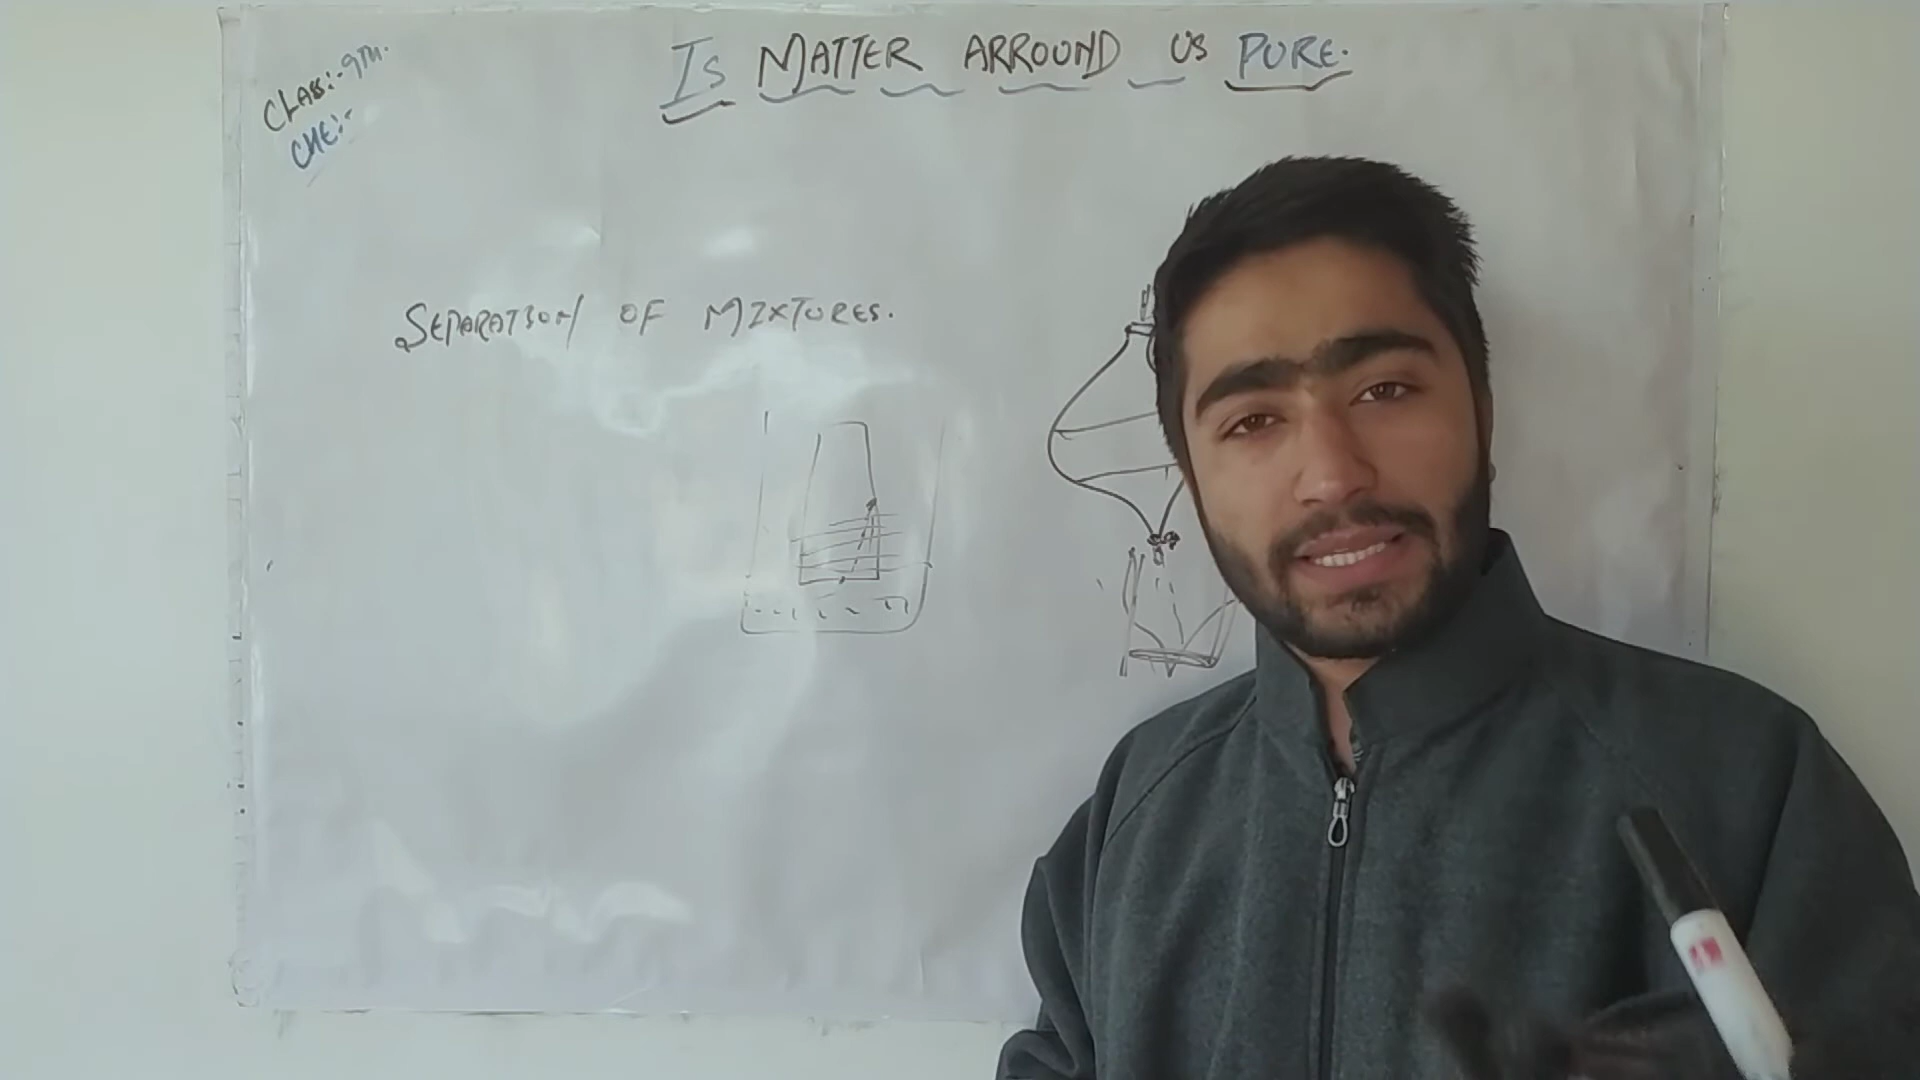 CLASS:-9TH.
CHE:-
IS MATTER ARROUND US PURE.
SEPARATION OF MIXTURES.